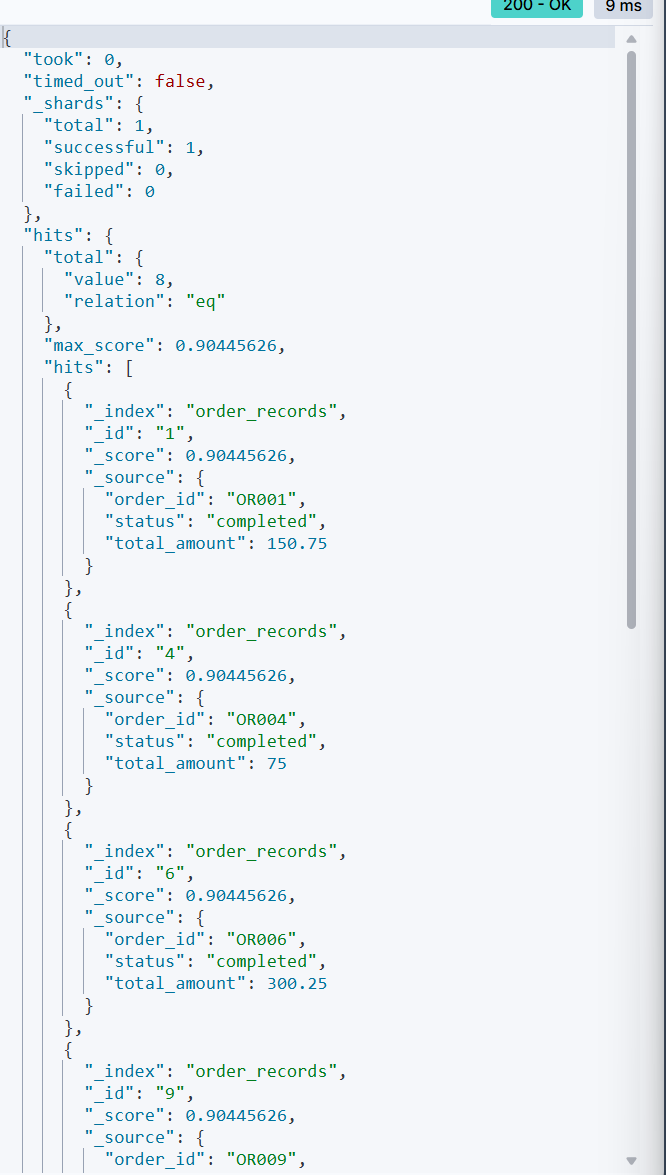 200 - OK 9 ms
{
  "took": 0,
  "timed_out": false,
  "_shards": {
    "total": 1,
    "successful": 1,
    "skipped": 0,
    "failed": 0
  },
  "hits": {
    "total": {
      "value": 8,
      "relation": "eq"
    },
    "max_score": 0.90445626,
    "hits": [
      {
        "_index": "order_records",
        "_id": "1",
        "_score": 0.90445626,
        "_source": {
          "order_id": "OR001",
          "status": "completed",
          "total_amount": 150.75
        }
      },
      {
        "_index": "order_records",
        "_id": "4",
        "_score": 0.90445626,
        "_source": {
          "order_id": "OR004",
          "status": "completed",
          "total_amount": 75
        }
      },
      {
        "_index": "order_records",
        "_id": "6",
        "_score": 0.90445626,
        "_source": {
          "order_id": "OR006",
          "status": "completed",
          "total_amount": 300.25
        }
      },
      {
        "_index": "order_records",
        "_id": "9",
        "_score": 0.90445626,
        "_source": {
          "order_id": "OR009",